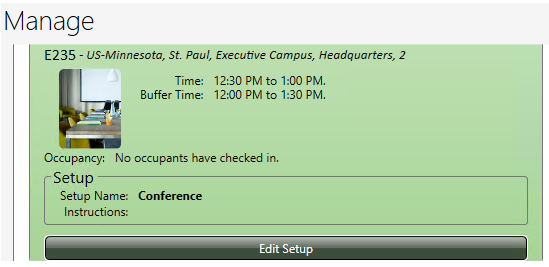 Manage
E235 - US-Minnesota, St. Paul, Executive Campus, Headquarters, 2
Time: 12:30 PM to 1:00 PM.
Buffer Time: 12:00 PM to 1:30 PM.
Occupancy: No occupants have checked in.
Setup
Setup Name: Conference
Instructions:
Edit Setup